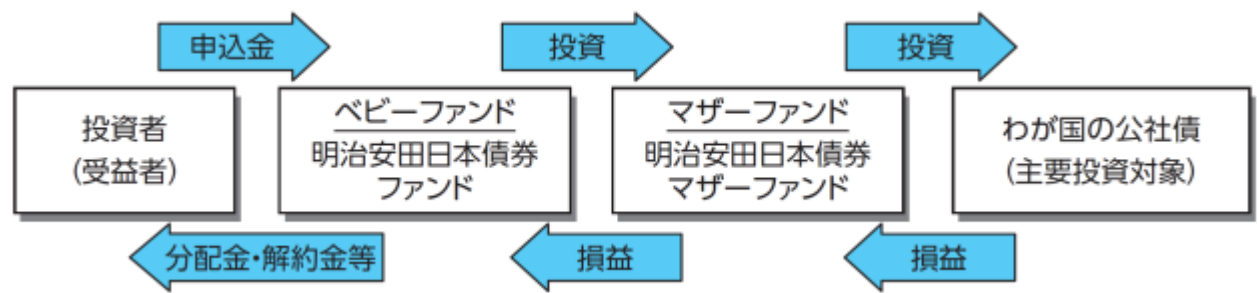 申込金
投資
投資
投資者
(受益者)
ベビーファンド
明治安田日本債券
ファンド
マザーファンド
明治安田日本債券
マザーファンド
わが国の公社債
(主要投資対象)
分配金・解約金等
損益
損益